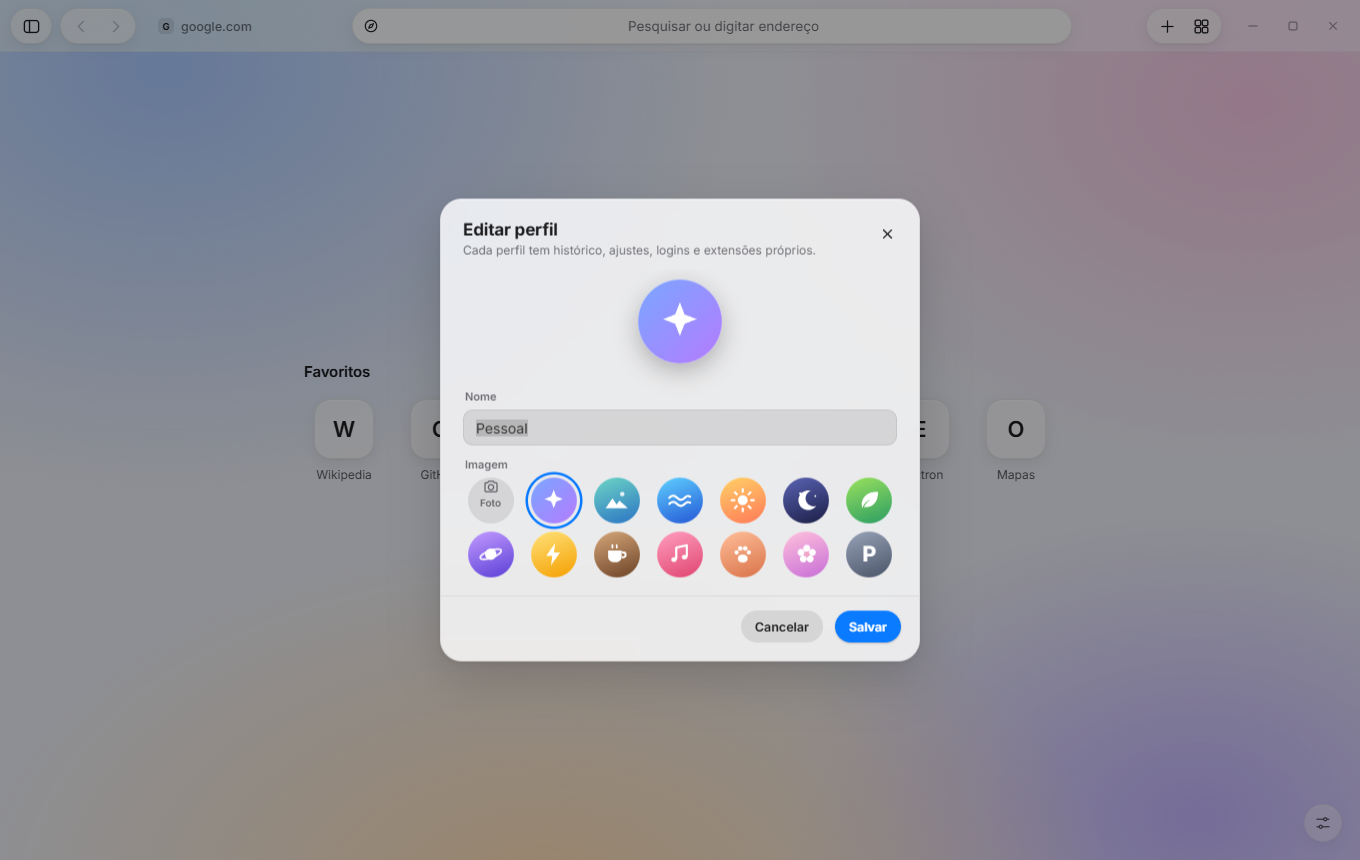 G google.com
Pesquisar ou digitar endereço
Editar perfil
Cada perfil tem histórico, ajustes, logins e extensões próprios.
Favoritos
Nome
W
E
O
Pessoal
Wikipedia
Mapas
Imagem
Foto
P
Cancelar
Salvar